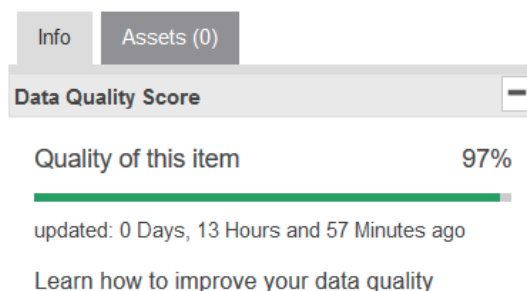 Info Assets (0)
Data Quality Score
Quality of this item 97%
updated: 0 Days, 13 Hours and 57 Minutes ago
Learn how to improve your data quality